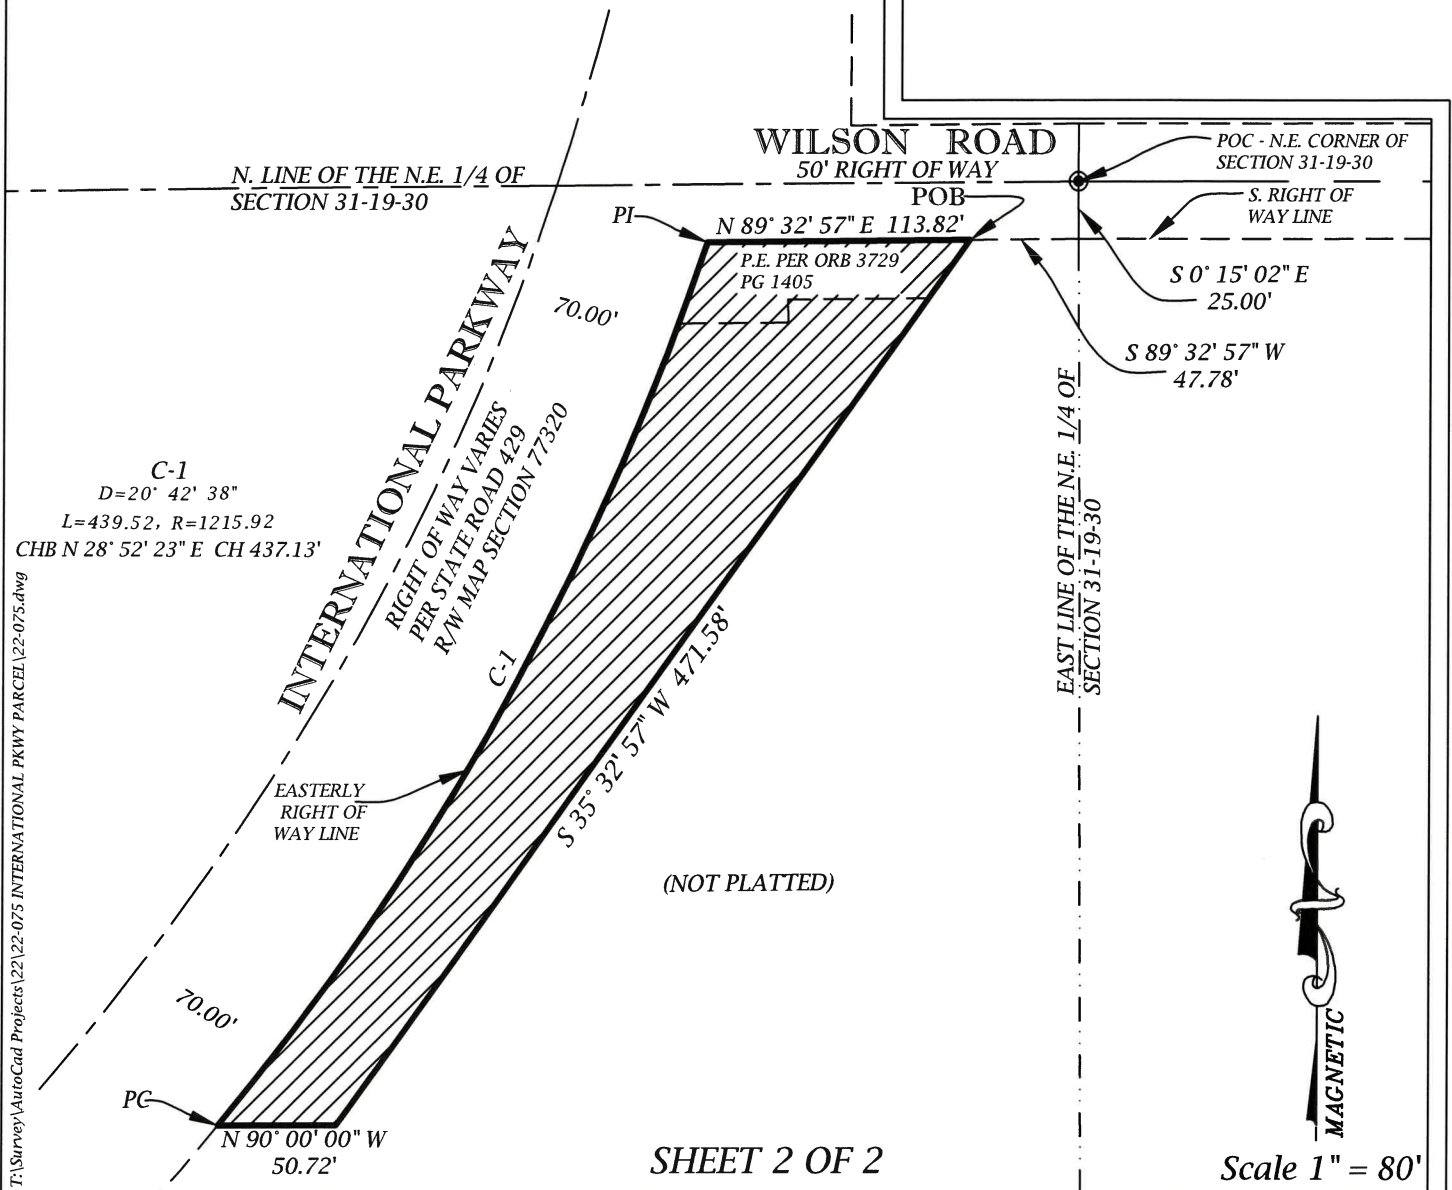 WILSON ROAD
50' RIGHT OF WAY
POC - N.E. CORNER OF
SECTION 31-19-30
N. LINE OF THE N.E. 1/4 OF
SECTION 31-19-30
S. RIGHT OF
WAY LINE
POB
PI
N 89° 32' 57" E 113.82'
P.E. PER ORB 3729
PG 1405
S 0° 15' 02" E
25.00'
S 89° 32' 57" W
47.78'
70.00'
INTERNATIONAL PARKWAY
RIGHT OF WAY VARIES
PER STATE ROAD 429
R/W MAP SECTION 77320
C-1
D=20° 42' 38"
L=439.52, R=1215.92
CHB N 28° 52' 23" E CH 437.13'
EAST LINE OF THE N.E. 1/4 OF
SECTION 31-19-30
C-1
S 35° 32' 57" W 471.58'
EASTERLY
RIGHT OF
WAY LINE
(NOT PLATTED)
70.00'
PC
N 90° 00' 00" W
50.72'
MAGNETIC
SHEET 2 OF 2
Scale 1" = 80'
T:\Survey\AutoCad Projects\22\22-075 INTERNATIONAL PKWY PARCEL\22-075.dwg